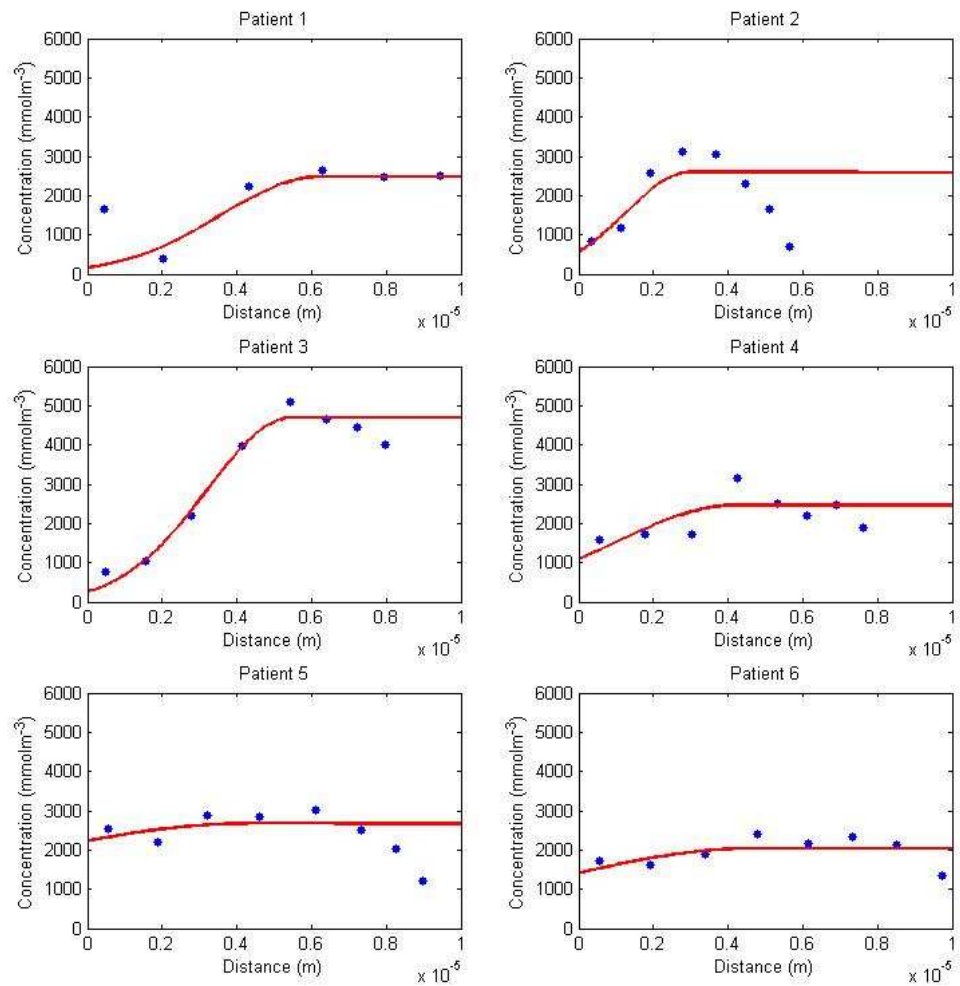 Patient 1
6000
5000
4000
3000
2000
1000
0
Concentration (mmolm⁻³)
0 0.2 0.4 0.6 0.8 1
Distance (m)
x 10⁻⁵
Patient 2
6000
5000
4000
3000
2000
1000
0
Concentration (mmolm⁻³)
0 0.2 0.4 0.6 0.8 1
Distance (m)
x 10⁻⁵
Patient 3
6000
5000
4000
3000
2000
1000
0
Concentration (mmolm⁻³)
0 0.2 0.4 0.6 0.8 1
Distance (m)
x 10⁻⁵
Patient 4
6000
5000
4000
3000
2000
1000
0
Concentration (mmolm⁻³)
0 0.2 0.4 0.6 0.8 1
Distance (m)
x 10⁻⁵
Patient 5
6000
5000
4000
3000
2000
1000
0
Concentration (mmolm⁻³)
0 0.2 0.4 0.6 0.8 1
Distance (m)
x 10⁻⁵
Patient 6
6000
5000
4000
3000
2000
1000
0
Concentration (mmolm⁻³)
0 0.2 0.4 0.6 0.8 1
Distance (m)
x 10⁻⁵